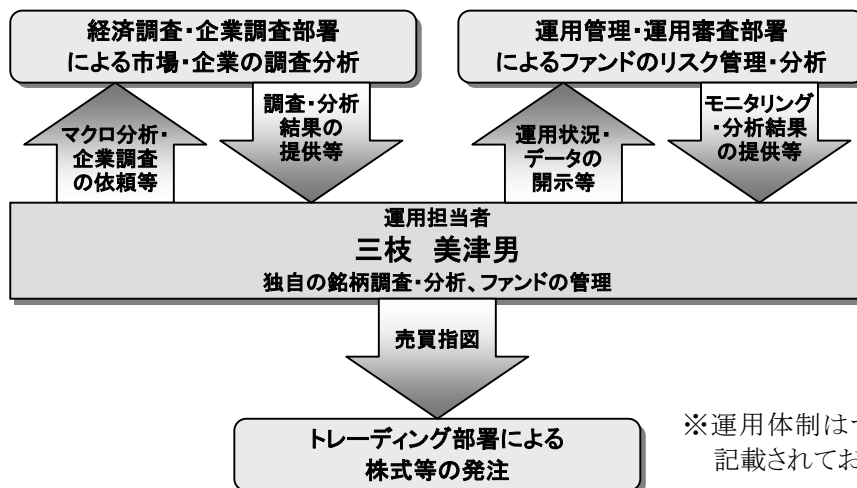 経済調査・企業調査部署
による市場・企業の調査分析
運用管理・運用審査部署
によるファンドのリスク管理・分析
マクロ分析・
企業調査
の依頼等
調査・分析
結果の
提供等
運用状況・
データの
開示等
モニタリング
・分析結果
の提供等
運用担当者
三枝 美津男
独自の銘柄調査・分析、ファンドの管理
売買指図
トレーディング部署による
株式等の発注
※運用体制は
記載されてお